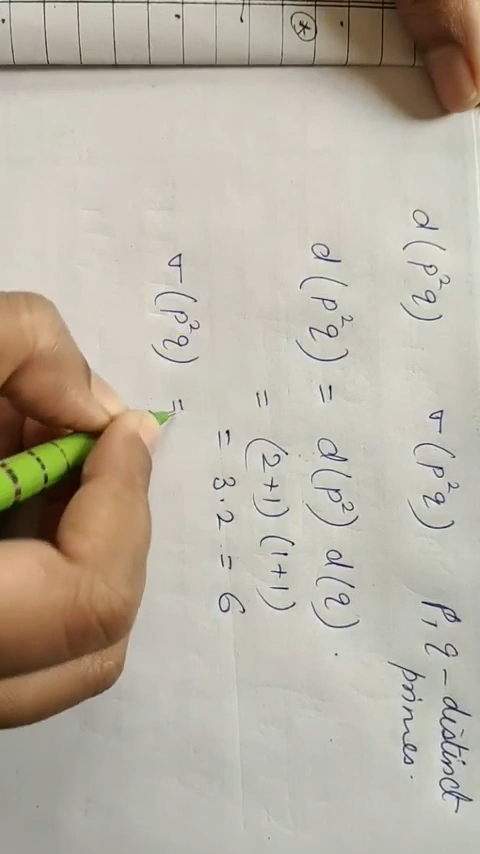 *
d(p²q) σ(p²q) p, q - distinct
primes.
d(p²q) = d(p²) d(q).
= (2+1) (1+1)
= 3.2 = 6
σ(p²q) =